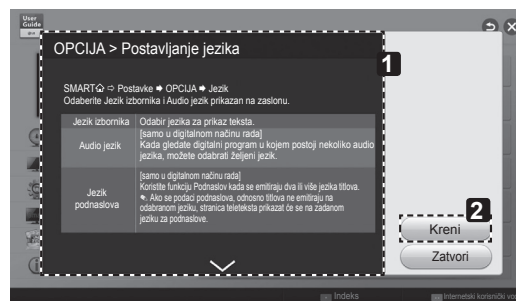 User
Guide
OPCIJA > Postavljanje jezika
1
SMART ⇨ Postavke ➡ OPCIJA ➡ Jezik
Odaberite Jezik izbornika i Audio jezik prikazan na zaslonu.
Jezik izbornika Odabir jezika za prikaz teksta.
Audio jezik
[samo u digitalnom načinu rada]
Kada gledate digitalni program u kojem postoji nekoliko audio
jezika, možete odabrati željeni jezik.
Jezik
podnaslova
[samo u digitalnom načinu rada]
Koristite funkciju Podnaslov kada se emitiraju dva ili više jezika titlova.
Ako se podaci podnaslova, odnosno titlova ne emitiraju na
odabranom jeziku, stranica teleteksta prikazat će se na zadanom
jeziku za podnaslove.
2
Kreni
Zatvori
Indeks
Internetski korisnički vo